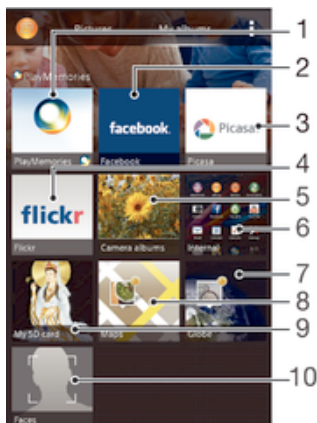 Pictures My albums
PlayMemories
facebook
Picasa
PlayMemories Facebook Picasa
flickr
Flickr Camera albums Internal
My SD card Maps Globe
Faces
1
2
3
4
5
6
7
8
9
10